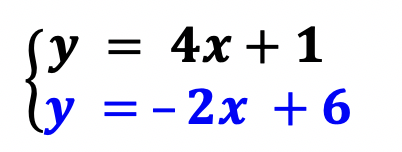 y = 4x + 1
y = – 2x + 6